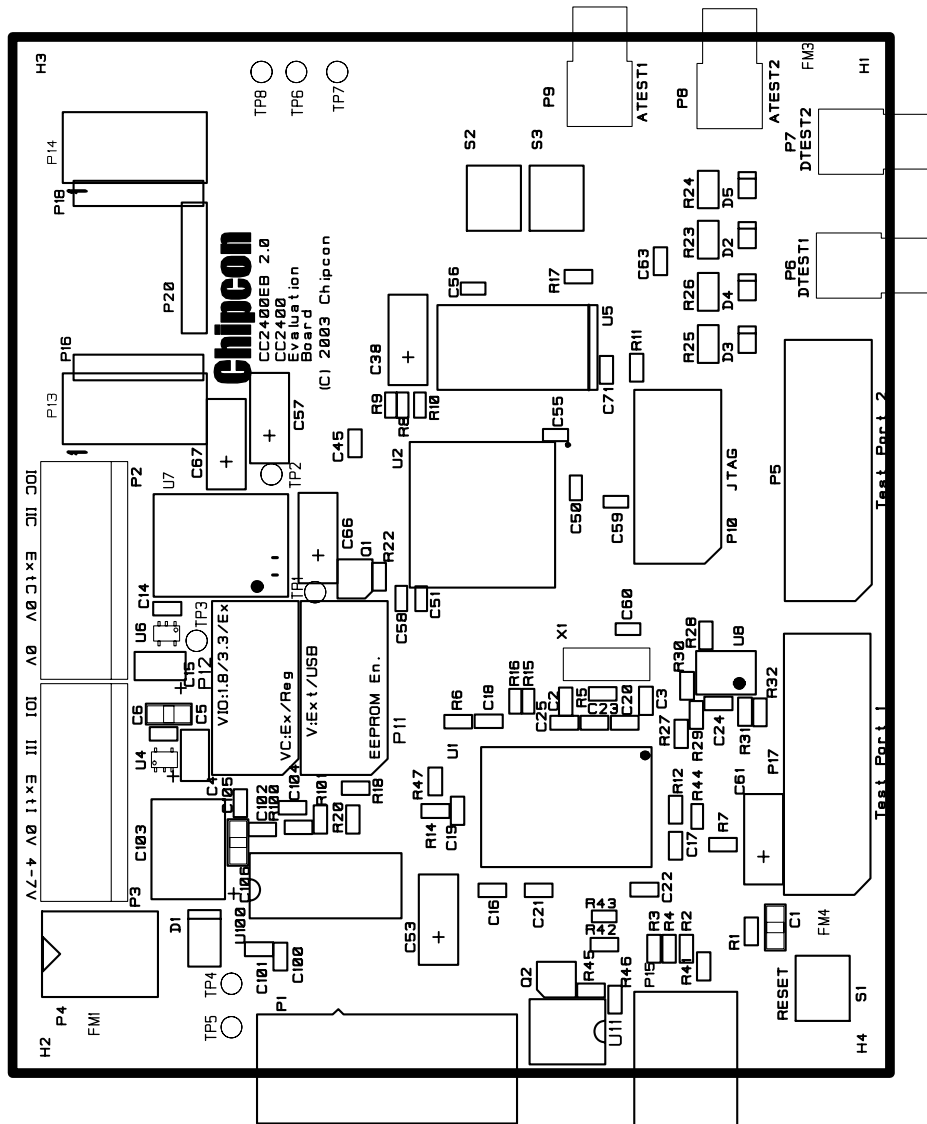 H3
TP8
TP6
TP7
P9
ATEST1
P8
ATEST2
FM3
H1
P14
P18
P20
S2
S3
P7
DTEST2
R24
D5
R23
D2
P6
DTEST1
R26
D4
R25
D3
C63
R17
C56
U5
R11
C71
Chipcon
CC2400EB 2.0
CC2400
Evaluation
Board
(C) 2003 Chipcon
P16
P13
C38
C57
C67
R9
R8
R10
C45
U2
C55
JTAG
P10
P5
Test Port 2
P2
U7
TP2
C66
Q1
R22
TP1
C50
C59
IOC IIC ExtC 0V 0V
C14
U6
TP3
C15
P12
VIO:1.8/3.3/Ex
VC:Ex/Reg
V:Ext/USB
EEPROM En.
P11
C58
C51
C60
X1
R28
U8
R30
R32
R16
R15
R6
C18
C2
R5
C20
C3
C25
C23
R27
R29
C24
R31
C6
C5
U4
C4
IOI III ExtI 0V 4-7V
U1
P17
Test Port 1
C105
C102
R100
C104
R101
R18
R20
R47
R14
C19
R12
R44
C17
R7
C61
C103
P3
C106
U100
D1
C53
C16
C21
C22
R43
R42
R3
R4
R2
R1
C1
FM4
P4
FM1
H2
TP4
TP5
C101
C100
P1
Q2
R45
R46
U11
P15
R41
RESET
S1
H4